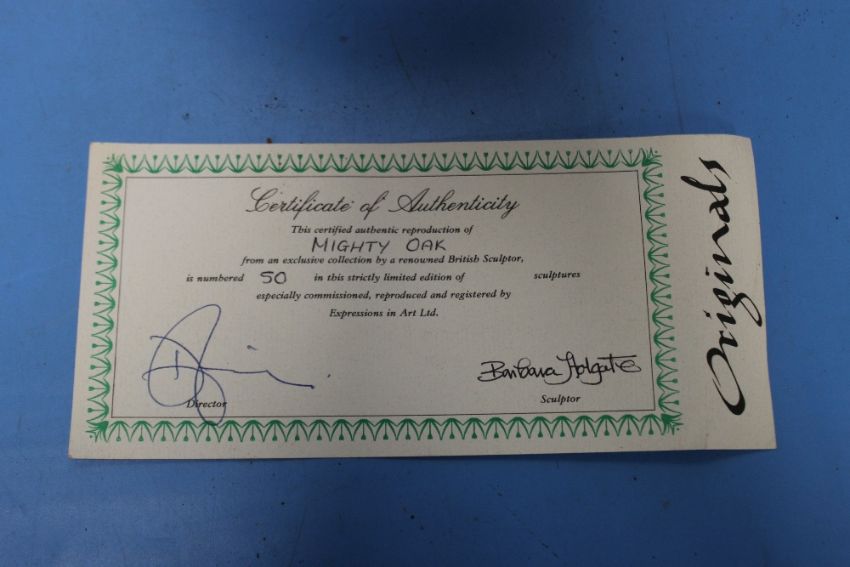 Certificate of Authenticity
This certified authentic reproduction of
MIGHTY OAK
from an exclusive collection by a renowned British Sculptor,
is numbered 50 in this strictly limited edition of sculptures
especially commissioned, reproduced and registered by
Expressions in Art Ltd.
Barbara Holgate
Director Sculptor
Originals